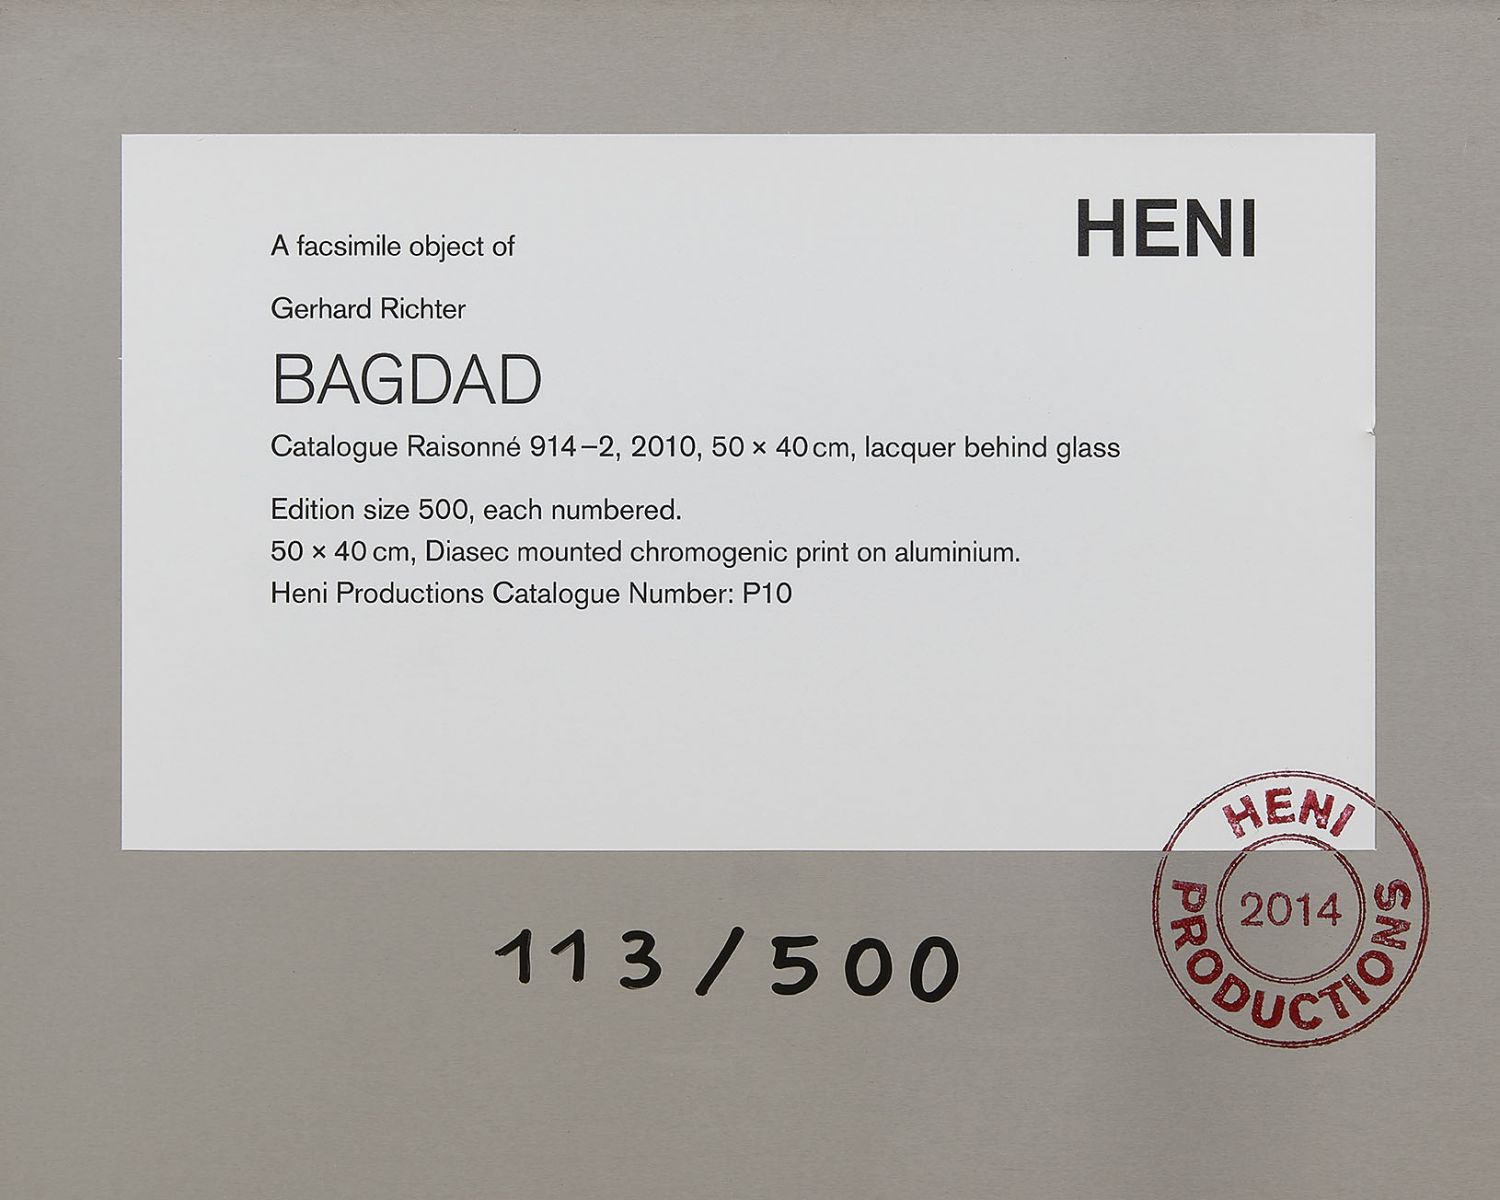 HENI
A facsimile object of
Gerhard Richter
BAGDAD
Catalogue Raisonné 914–2, 2010, 50 × 40 cm, lacquer behind glass
Edition size 500, each numbered.
50 × 40 cm, Diasec mounted chromogenic print on aluminium.
Heni Productions Catalogue Number: P10
113/500
HENI
2014
PRODUCTIONS